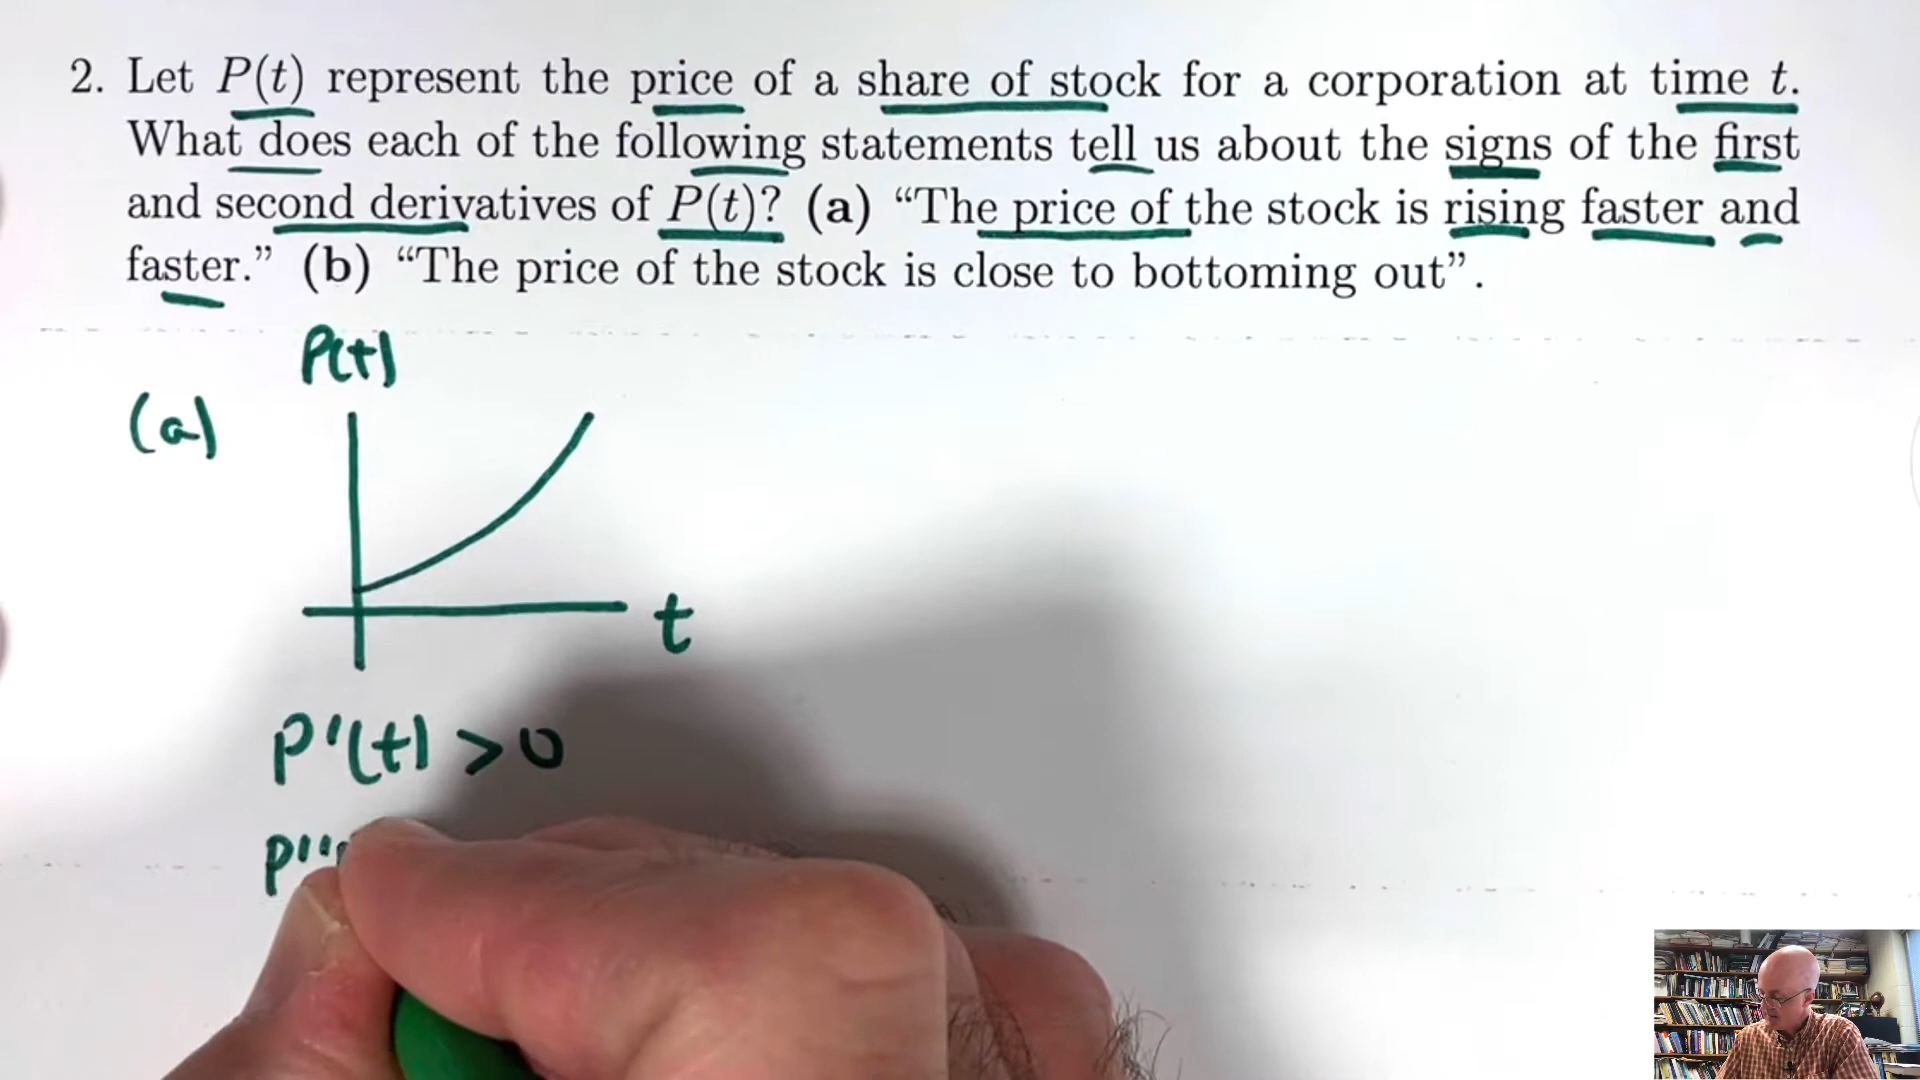 2. Let P(t) represent the price of a share of stock for a corporation at time t.
What does each of the following statements tell us about the signs of the first
and second derivatives of P(t)? (a) “The price of the stock is rising faster and
faster.” (b) “The price of the stock is close to bottoming out”.
P(t)
(a)
t
P'(t) > 0
P''